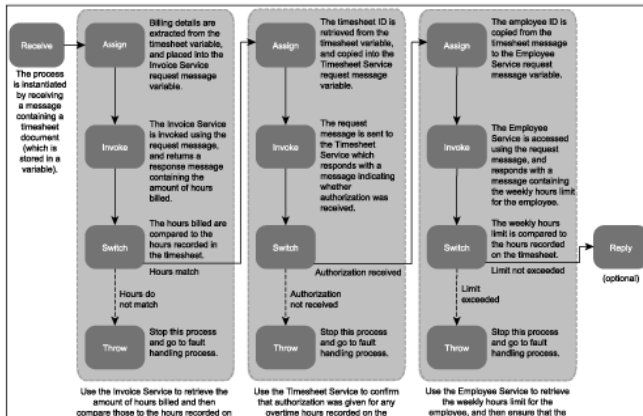 Receive
The process
is instantiated
by receiving
a message
containing a
timesheet
document
(which is
stored in a
variable).
Assign
Billing details are
extracted from the
timesheet variable,
and placed into the
Invoice Service
request message
variable.
Invoke
The Invoice Service
is invoked using the
request message,
and returns a
response message
containing the
amount of hours
billed.
Switch
The hours billed are
compared to the
hours recorded in
the timesheet.
Hours match
Hours do
not match
Throw
Stop this process
and go to fault
handling process.
Use the Invoice Service to retrieve the
amount of hours billed and then
compare those to the hours recorded on
Assign
The timesheet ID is
retrieved from the
timesheet variable,
and copied into the
Timesheet Service
request message
variable.
Invoke
The request
message is sent to
the Timesheet
Service which
responds with a
message indicating
whether
authorization was
received.
Switch
Authorization received
Authorization
not received
Throw
Stop this process
and go to fault
handling process.
Use the Timesheet Service to confirm
that authorization was given for any
overtime hours recorded on the
Assign
The employee ID is
copied from the
timesheet message
to the Employee
Service request
message variable.
Invoke
The Employee
Service is accessed
using the request
message, and
responds with a
message containing
the weekly hours limit
for the employee.
Switch
The weekly hours
limit is compared to
the hours recorded
on the timesheet.
Limit not exceeded
Limit
exceeded
Throw
Stop this process
and go to fault
handling process.
Use the Employee Service to retrieve
the weekly hours limit for the
employee, and then ensure that the
Reply
(optional)